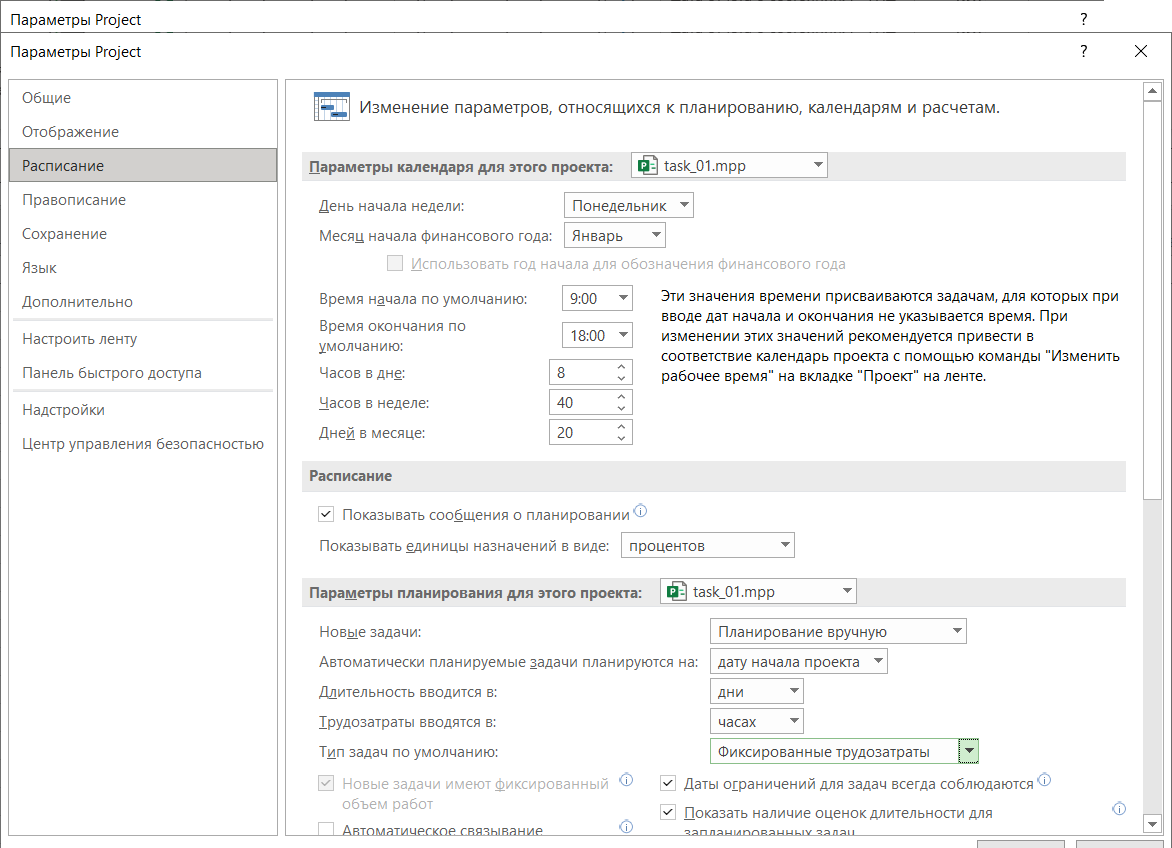 Параметры Project
?
Параметры Project
?
Общие
Отображение
Расписание
Правописание
Сохранение
Язык
Дополнительно
Настроить ленту
Панель быстрого доступа
Надстройки
Центр управления безопасностью
Изменение параметров, относящихся к планированию, календарям и расчетам.
Параметры календаря для этого проекта: task_01.mpp
День начала недели: Понедельник
Месяц начала финансового года: Январь
Использовать год начала для обозначения финансового года
Время начала по умолчанию: 9:00
Время окончания по
умолчанию: 18:00
Часов в дне: 8
Часов в неделе: 40
Дней в месяце: 20
Эти значения времени присваиваются задачам, для которых при
вводе дат начала и окончания не указывается время. При
изменении этих значений рекомендуется привести в
соответствие календарь проекта с помощью команды "Изменить
рабочее время" на вкладке "Проект" на ленте.
Расписание
Показывать сообщения о планировании
Показывать единицы назначений в виде: процентов
Параметры планирования для этого проекта: task_01.mpp
Новые задачи: Планирование вручную
Автоматически планируемые задачи планируются на: дату начала проекта
Длительность вводится в: дни
Трудозатраты вводятся в: часах
Тип задач по умолчанию: Фиксированные трудозатраты
Новые задачи имеют фиксированный
объем работ
Автоматическое связывание
Даты ограничений для задач всегда соблюдаются
Показать наличие оценок длительности для
запланированных задач